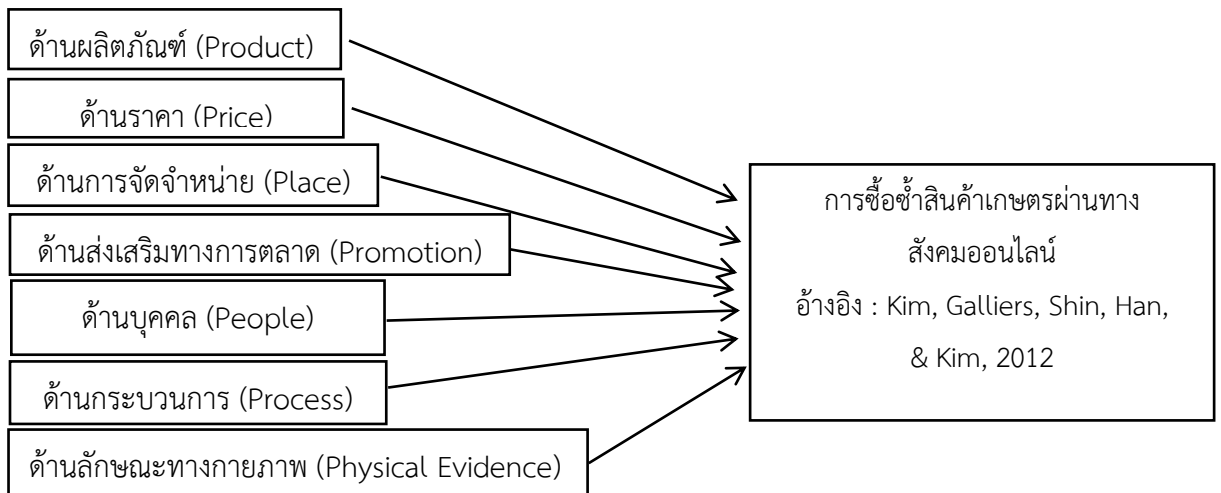 ด้านผลิตภัณฑ์ (Product)
ด้านราคา (Price)
ด้านการจัดจำหน่าย (Place)
ด้านส่งเสริมทางการตลาด (Promotion)
ด้านบุคคล (People)
ด้านกระบวนการ (Process)
ด้านลักษณะทางกายภาพ (Physical Evidence)
การซื้อซ้ำสินค้าเกษตรผ่านทาง
สังคมออนไลน์
อ้างอิง : Kim, Galliers, Shin, Han,
& Kim, 2012